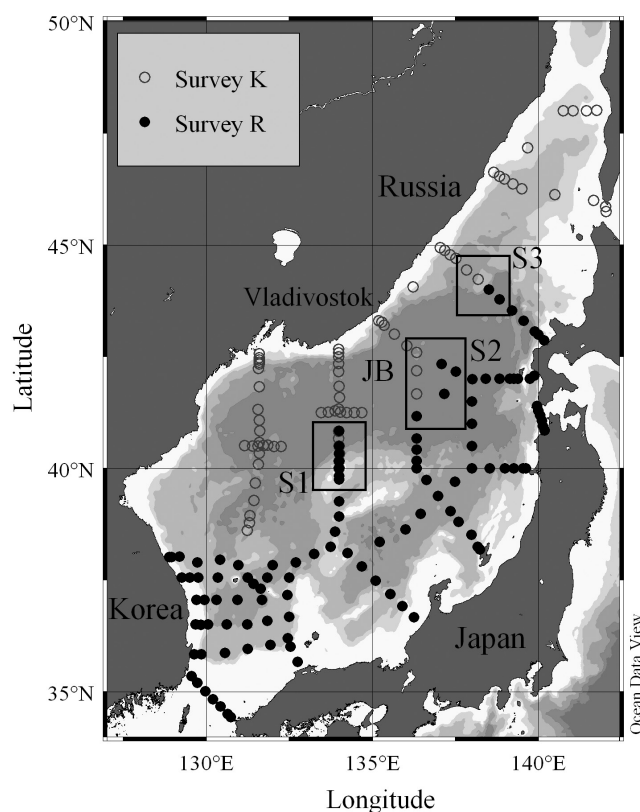 50°N
Survey K
Survey R
Russia
45°N
S3
Vladivostok
S2
JB
Latitude
40°N
S1
Korea
Japan
35°N
Ocean Data View
130°E
135°E
140°E
Longitude